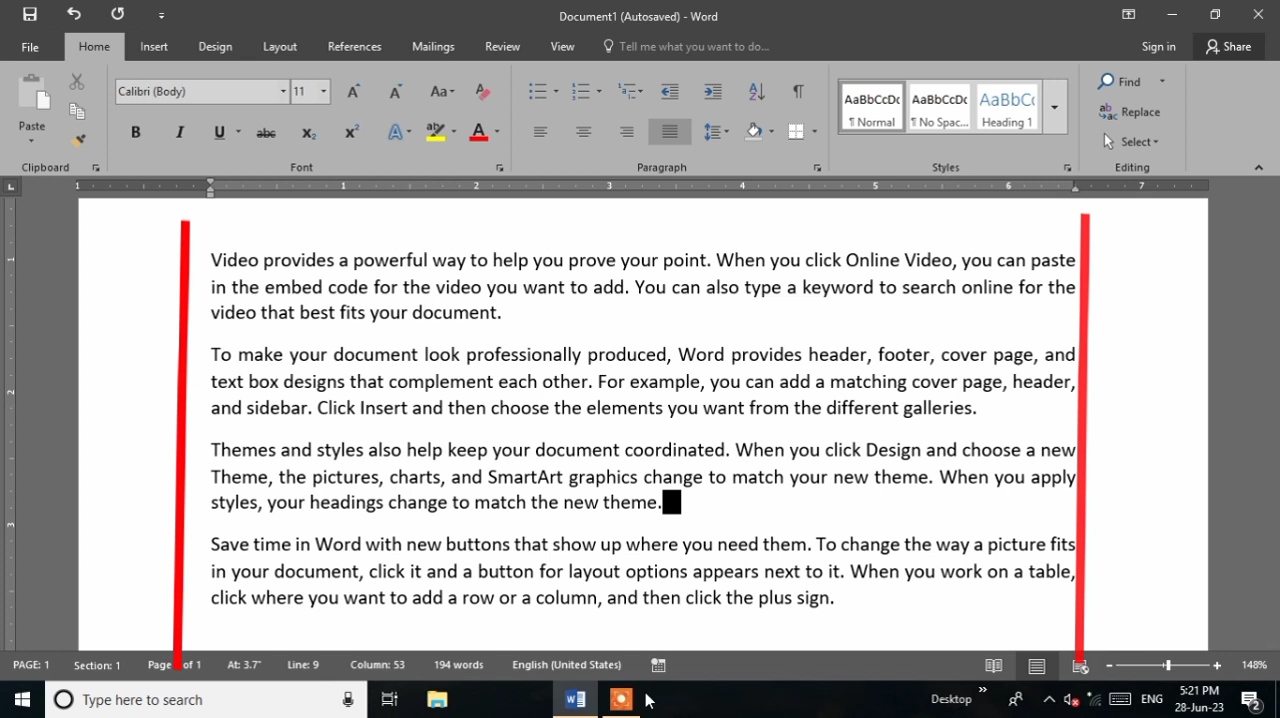 Document1 (Autosaved) - Word
File Home Insert Design Layout References Mailings Review View Tell me what you want to do... Sign in Share
Paste
Calibri (Body) 11
AaBbCcDc AaBbCcDc AaBbCc
¶ Normal ¶ No Spac... Heading 1
Find
Replace
Select
Clipboard Font Paragraph Styles Editing
1 1 2 3 4 5 6 7
Video provides a powerful way to help you prove your point. When you click Online Video, you can paste
in the embed code for the video you want to add. You can also type a keyword to search online for the
video that best fits your document.
To make your document look professionally produced, Word provides header, footer, cover page, and
text box designs that complement each other. For example, you can add a matching cover page, header,
and sidebar. Click Insert and then choose the elements you want from the different galleries.
Themes and styles also help keep your document coordinated. When you click Design and choose a new
Theme, the pictures, charts, and SmartArt graphics change to match your new theme. When you apply
styles, your headings change to match the new theme.
Save time in Word with new buttons that show up where you need them. To change the way a picture fits
in your document, click it and a button for layout options appears next to it. When you work on a table,
click where you want to add a row or a column, and then click the plus sign.
PAGE: 1 Section: 1 Page of 1 At: 3.7" Line: 9 Column: 53 194 words English (United States) 148%
Type here to search Desktop ENG 5:21 PM
28-Jun-23 2